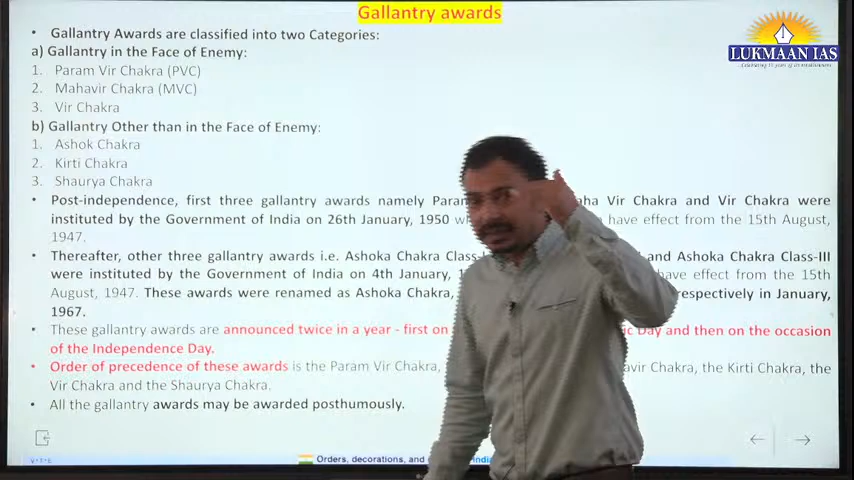 Gallantry awards
LUKMAAN IAS
• Gallantry Awards are classified into two Categories:
a) Gallantry in the Face of Enemy:
1. Param Vir Chakra (PVC)
2. Mahavir Chakra (MVC)
3. Vir Chakra
b) Gallantry Other than in the Face of Enemy:
1. Ashok Chakra
2. Kirti Chakra
3. Shaurya Chakra
• Post-independence, first three gallantry awards namely Param Vir Chakra and Vir Chakra were
instituted by the Government of India on 26th January, 1950 have effect from the 15th August,
1947.
• Thereafter, other three gallantry awards i.e. Ashoka Chakra and Ashoka Chakra Class-III
were instituted by the Government of India on 4th January, have effect from the 15th
August, 1947. These awards were renamed as Ashoka Chakra, respectively in January,
1967.
• These gallantry awards are announced twice in a year - first on Day and then on the occasion
of the Independence Day.
• Order of precedence of these awards is the Param Vir Chakra, the Kirti Chakra, the
Vir Chakra and the Shaurya Chakra.
• All the gallantry awards may be awarded posthumously.
Orders, decorations, and